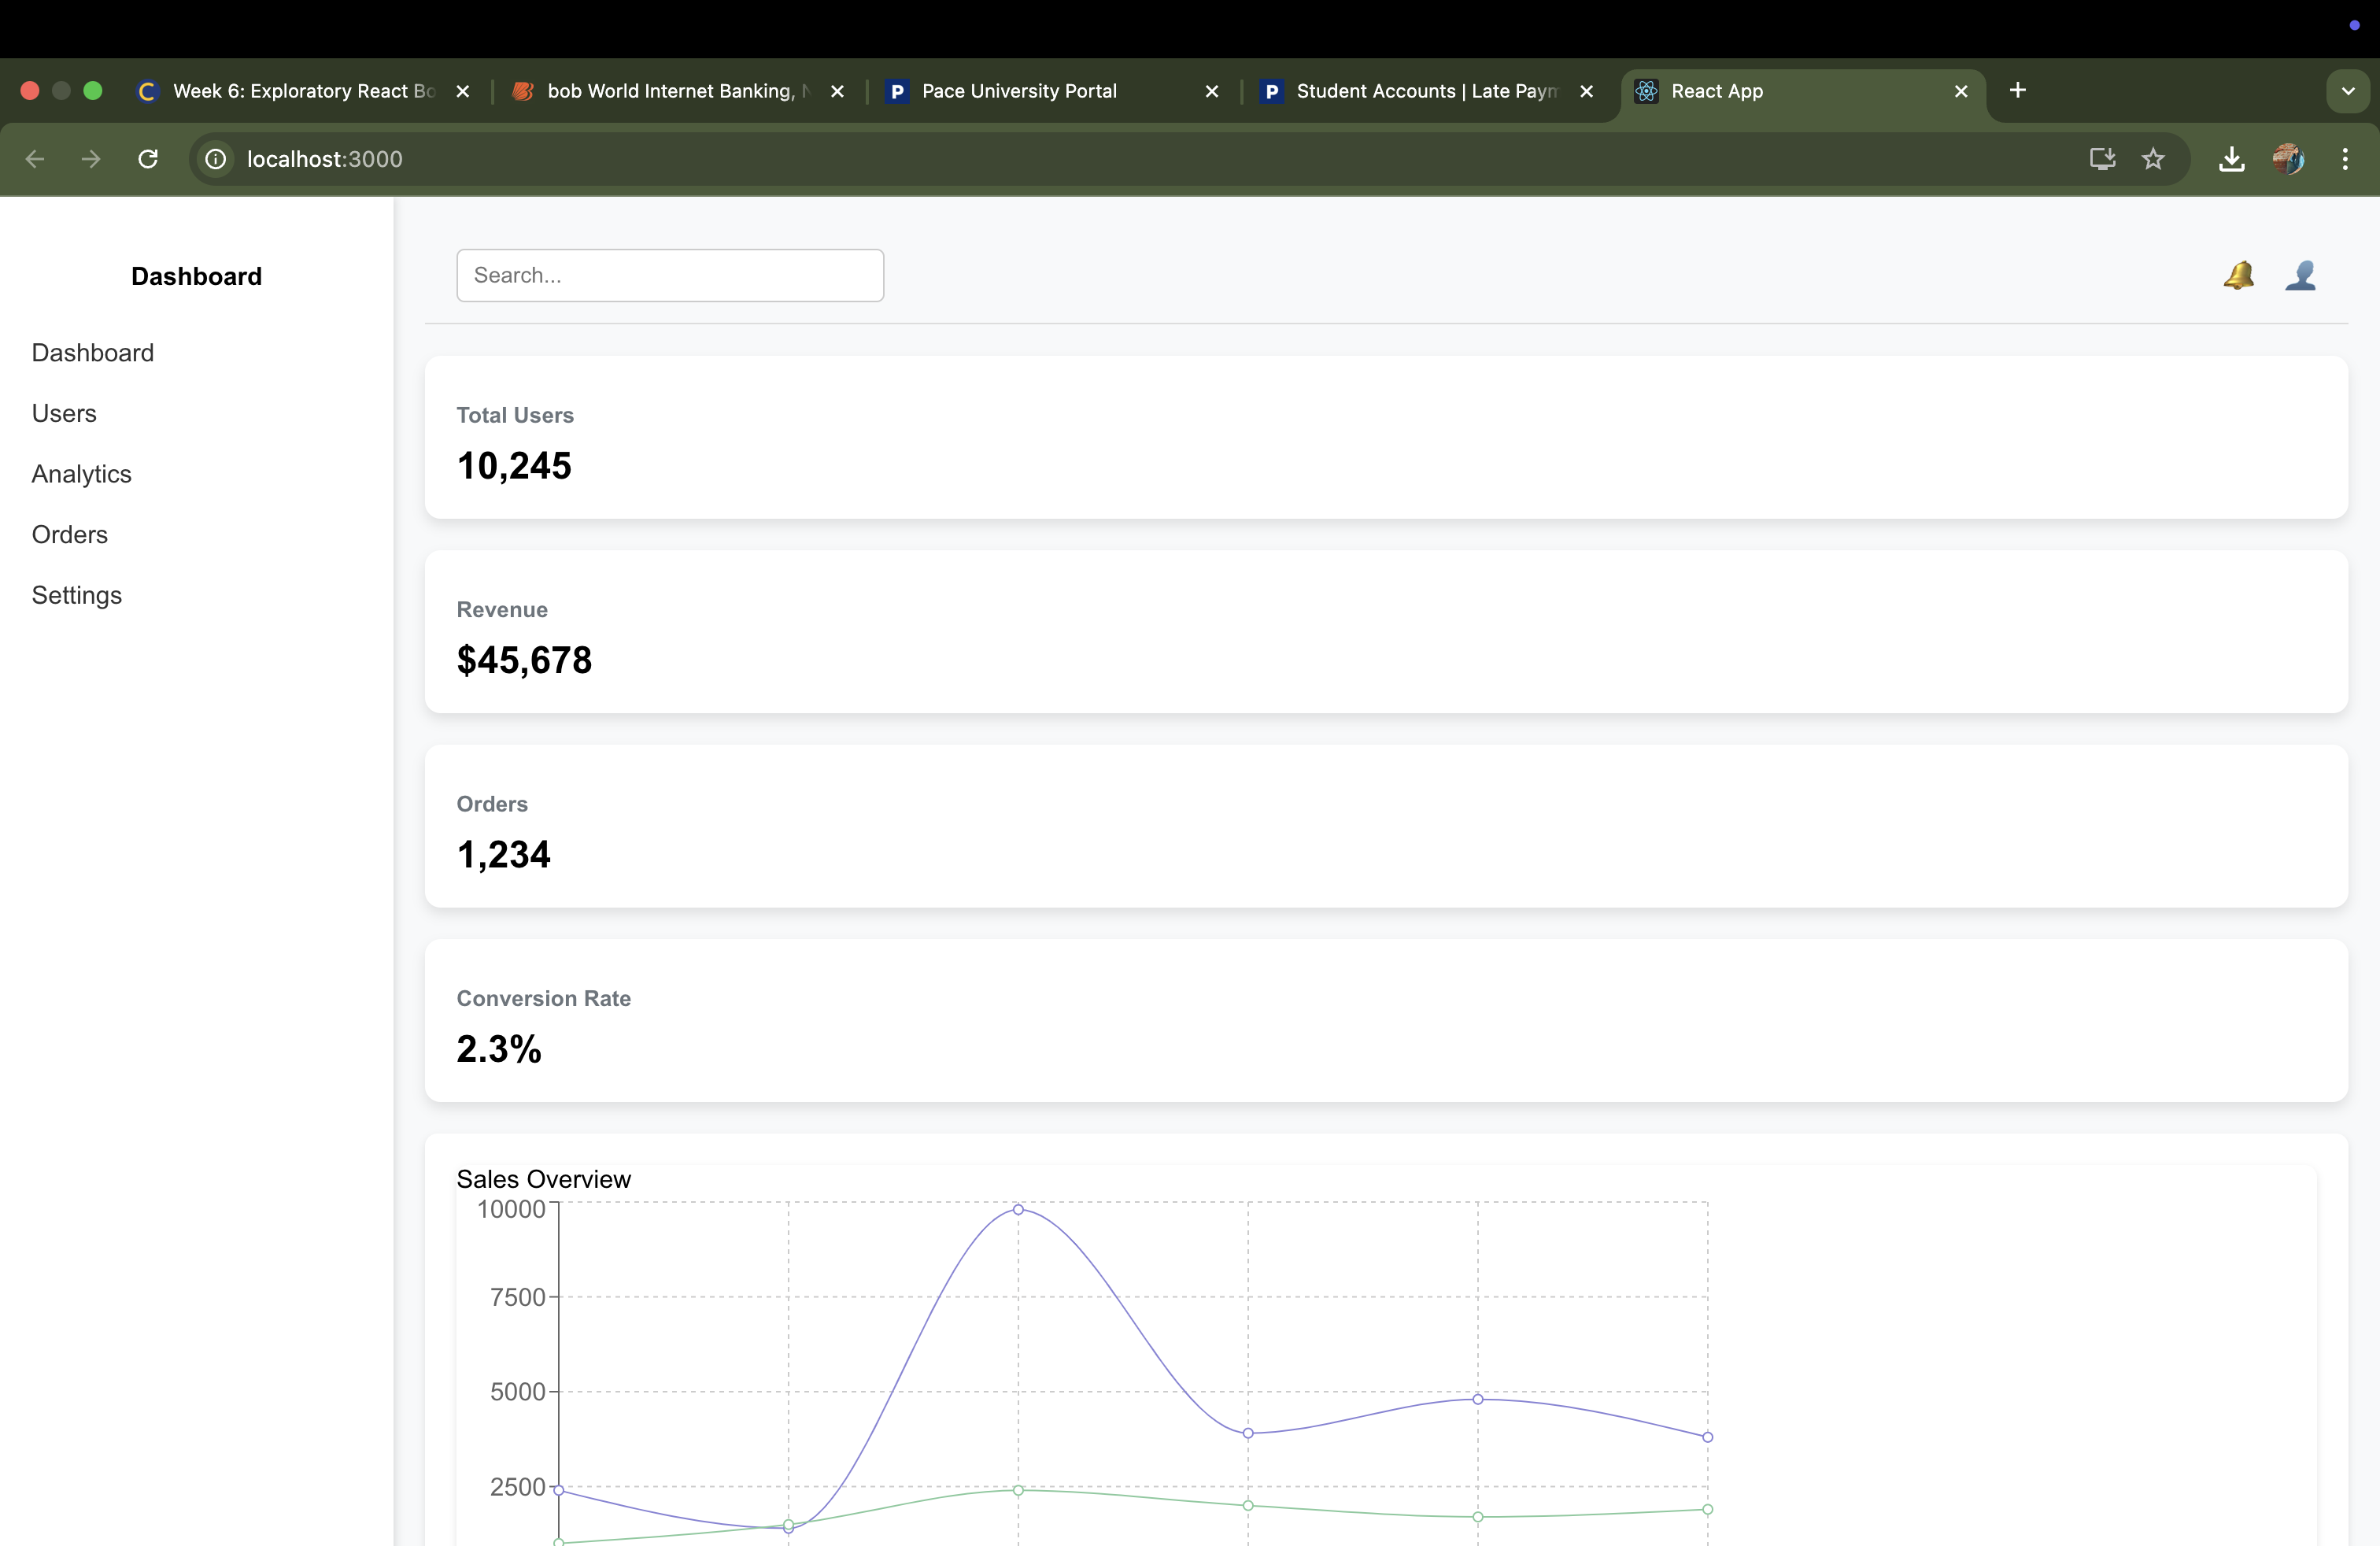 Week 6: Exploratory React Bo
bob World Internet Banking,
Pace University Portal
Student Accounts | Late Paym
React App
localhost:3000
Dashboard
Search...
Dashboard
Users
Analytics
Orders
Settings
Total Users
10,245
Revenue
$45,678
Orders
1,234
Conversion Rate
2.3%
Sales Overview
10000
7500
5000
2500